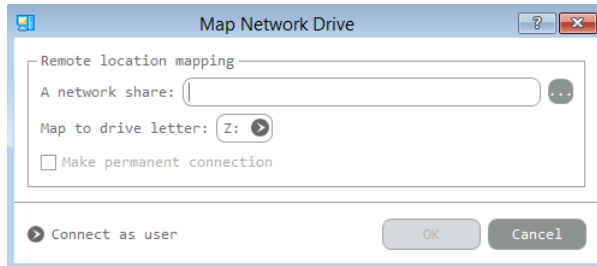 Map Network Drive
Remote location mapping
A network share:
Map to drive letter: Z:
Make permanent connection
Connect as user OK Cancel